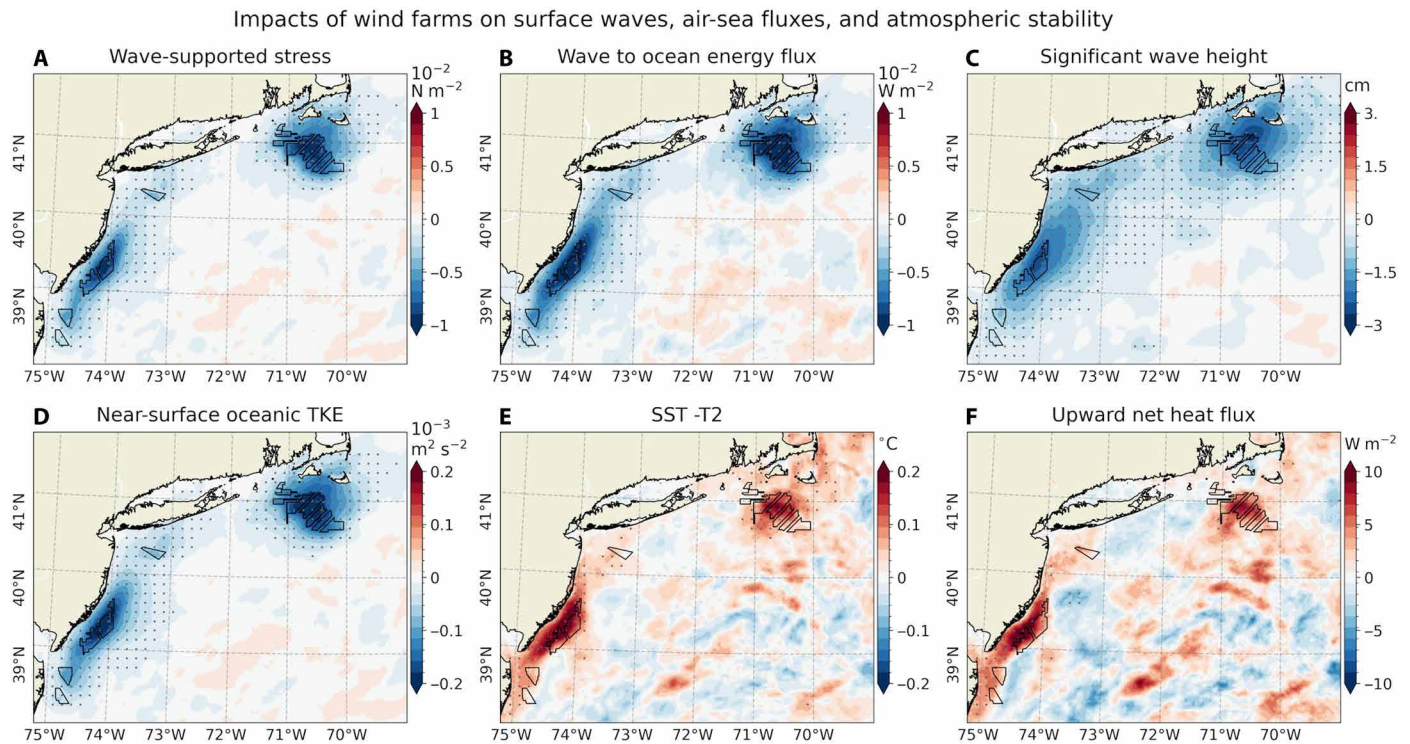 Impacts of wind farms on surface waves, air-sea fluxes, and atmospheric stability
A Wave-supported stress
10⁻²
N m⁻²
1
0.5
0
−0.5
−1
41°N
40°N
39°N
75°W 74°W 73°W 72°W 71°W 70°W
B Wave to ocean energy flux
10⁻²
W m⁻²
1
0.5
0
−0.5
−1
41°N
40°N
39°N
75°W 74°W 73°W 72°W 71°W 70°W
C Significant wave height
cm
3.
1.5
0
−1.5
−3
41°N
40°N
39°N
75°W 74°W 73°W 72°W 71°W 70°W
D Near-surface oceanic TKE
10⁻³
m² s⁻²
0.2
0.1
0
−0.1
−0.2
41°N
40°N
39°N
75°W 74°W 73°W 72°W 71°W 70°W
E SST -T2
°C
0.2
0.1
0
−0.1
−0.2
41°N
40°N
39°N
75°W 74°W 73°W 72°W 71°W 70°W
F Upward net heat flux
W m⁻²
10
5
0
−5
−10
41°N
40°N
39°N
75°W 74°W 73°W 72°W 71°W 70°W